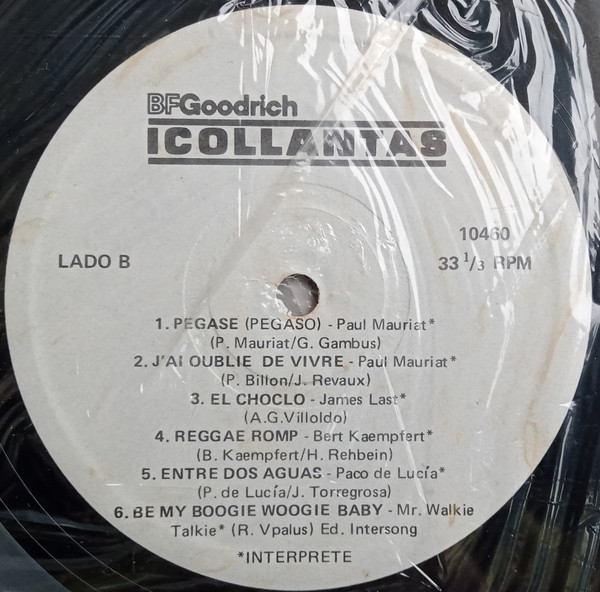 BFGoodrich
ICOLLANTAS
10460
LADO B
33 1/3 RPM
1. PEGASE (PEGASO) - Paul Mauriat*
(P. Mauriat/G. Gambus)
2. J'AI OUBLIE DE VIVRE - Paul Mauriat*
(P. Billon/J. Revaux)
3. EL CHOCLO - James Last*
(A.G.Villoldo)
4. REGGAE ROMP - Bert Kaempfert*
(B. Kaempfert/H. Rehbein)
5. ENTRE DOS AGUAS - Paco de Lucía*
(P. de Lucía/J. Torregrosa)
6. BE MY BOOGIE WOOGIE BABY - Mr. Walkie
Talkie* (R. Vpalus) Ed. Intersong
*INTERPRETE